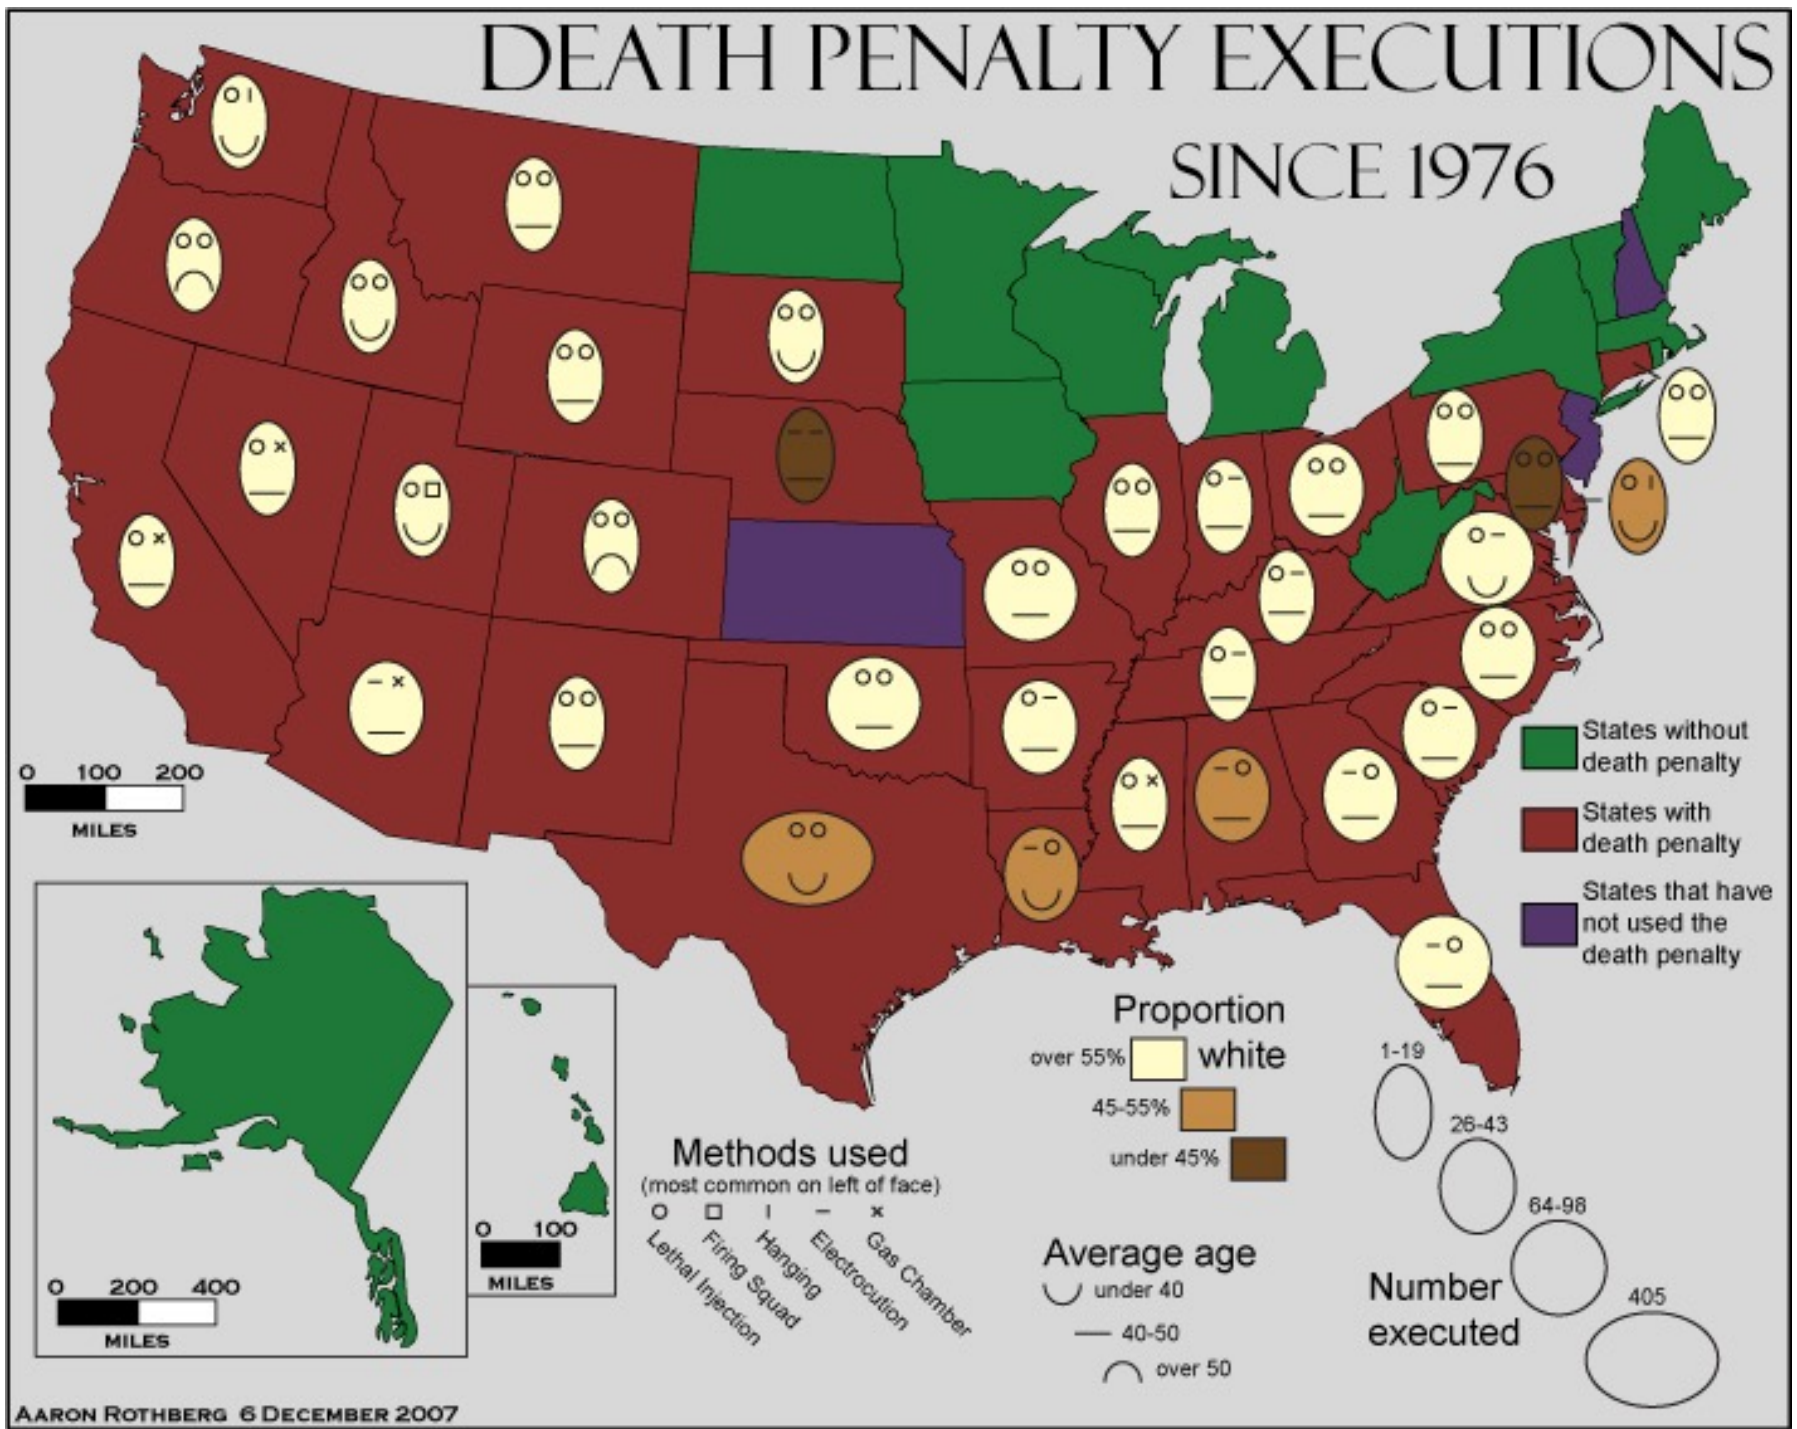 DEATH PENALTY EXECUTIONS
SINCE 1976
0 100 200
MILES
States without
death penalty
States with
death penalty
States that have
not used the
death penalty
Proportion
white
over 55%
45-55%
under 45%
1-19
26-43
64-98
405
Number
executed
Methods used
(most common on left of face)
Lethal Injection
Firing Squad
Hanging
Electrocution
Gas Chamber
Average age
under 40
40-50
over 50
0 100
MILES
0 200 400
MILES
AARON ROTHBERG 6 DECEMBER 2007